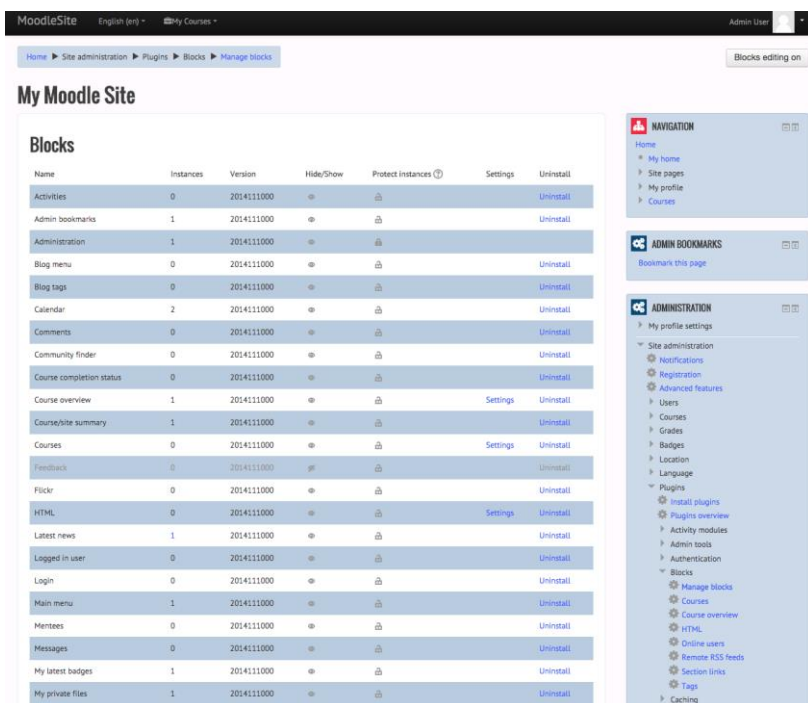 MoodleSite English (en) My Courses Admin User
Home Site administration Plugins Blocks Manage blocks
Blocks editing on
My Moodle Site
Blocks
Name Instances Version Hide/Show Protect instances Settings Uninstall
Activities 0 2014111000 Uninstall
Admin bookmarks 1 2014111000
Administration 1 2014111000
Blog menu 0 2014111000 Uninstall
Blog tags 0 2014111000 Uninstall
Calendar 2 2014111000 Uninstall
Comments 0 2014111000 Uninstall
Community finder 0 2014111000 Uninstall
Course completion status 0 2014111000 Uninstall
Course overview 1 2014111000 Settings Uninstall
Course/site summary 1 2014111000 Uninstall
Courses 0 2014111000 Settings Uninstall
Feedback 0 2014111000 Uninstall
Flickr 0 2014111000 Uninstall
HTML 0 2014111000 Settings Uninstall
Latest news 1 2014111000 Uninstall
Logged in user 0 2014111000 Uninstall
Login 0 2014111000 Uninstall
Main menu 1 2014111000 Uninstall
Mentees 0 2014111000 Uninstall
Messages 0 2014111000 Uninstall
My latest badges 1 2014111000 Uninstall
My private files 1 2014111000 Uninstall
NAVIGATION
Home
My home
Site pages
My profile
Courses
ADMIN BOOKMARKS
Bookmark this page
ADMINISTRATION
My profile settings
Site administration
Notifications
Registration
Advanced features
Users
Courses
Grades
Badges
Location
Language
Plugins
Install plugins
Plugins overview
Activity modules
Admin tools
Authentication
Blocks
Manage blocks
Courses
Course overview
HTML
Online users
Remote RSS feeds
Section links
Tags
Caching